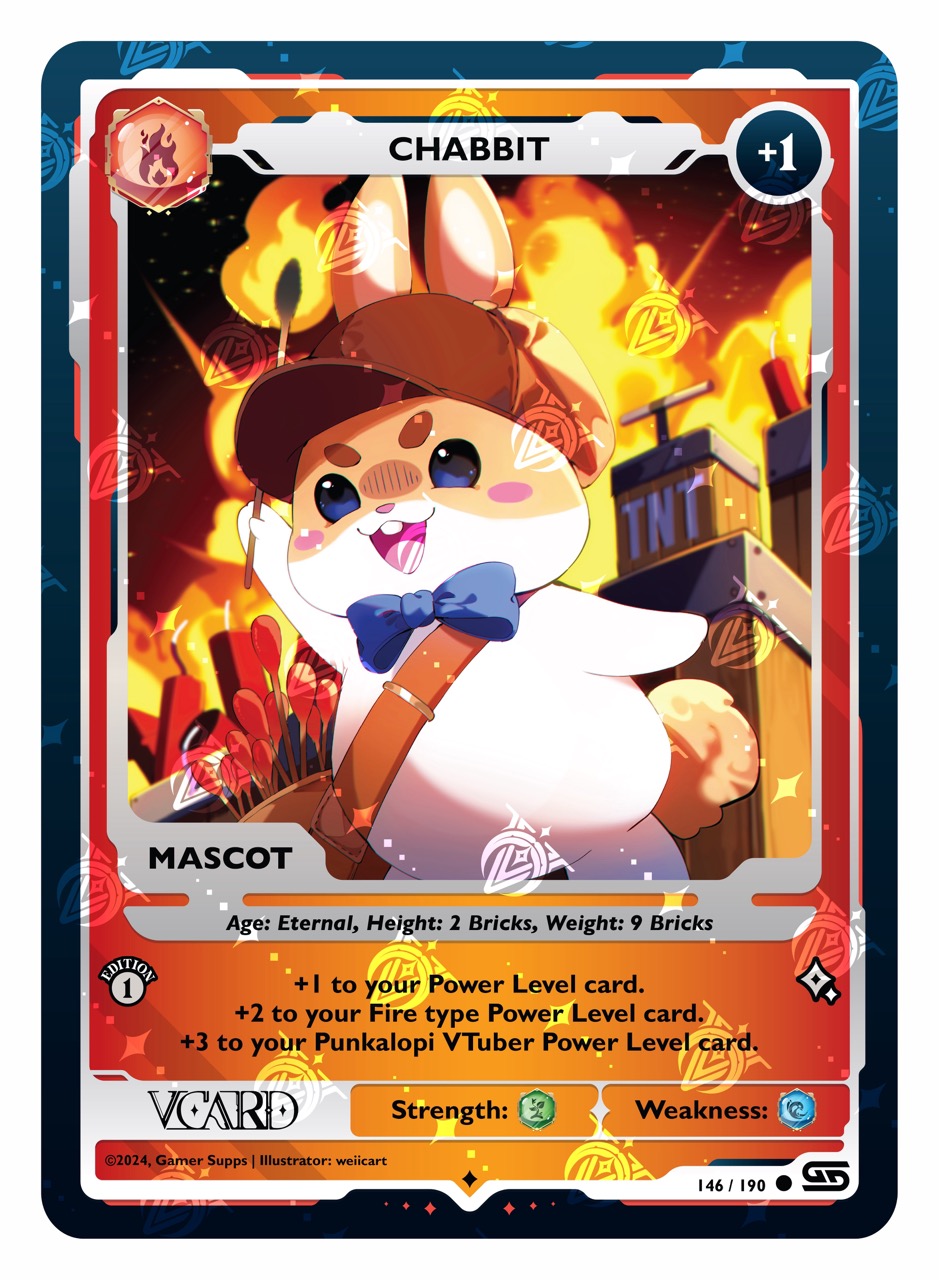 CHABBIT
+1
TNT
MASCOT
Age: Eternal, Height: 2 Bricks, Weight: 9 Bricks
EDITION
1
+1 to your Power Level card.
+2 to your Fire type Power Level card.
+3 to your Punkalopi VTuber Power Level card.
VCARD
Strength:
Weakness:
©2024, Gamer Supps | Illustrator: weiicart
146 / 190
GS